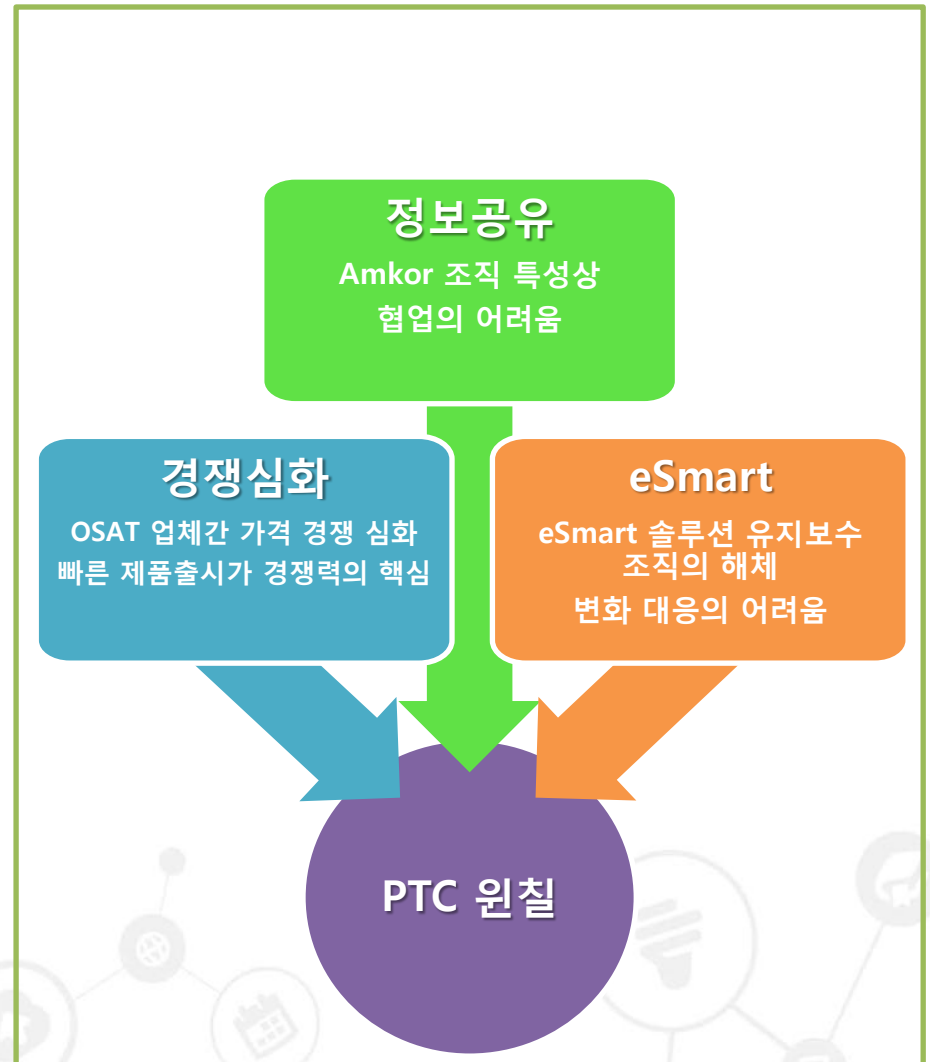 정보공유
Amkor 조직 특성상
협업의 어려움
경쟁심화
OSAT 업체간 가격 경쟁 심화
빠른 제품출시가 경쟁력의 핵심
eSmart
eSmart 솔루션 유지보수
조직의 해체
변화 대응의 어려움
PTC 윈칠